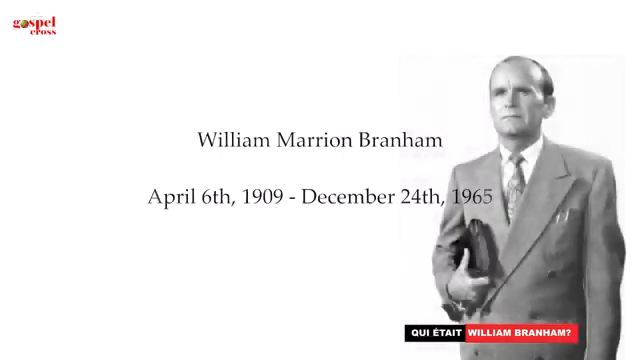 gospel
cross
William Marrion Branham
April 6th, 1909 - December 24th, 1965
QUI ÉTAIT WILLIAM BRANHAM?